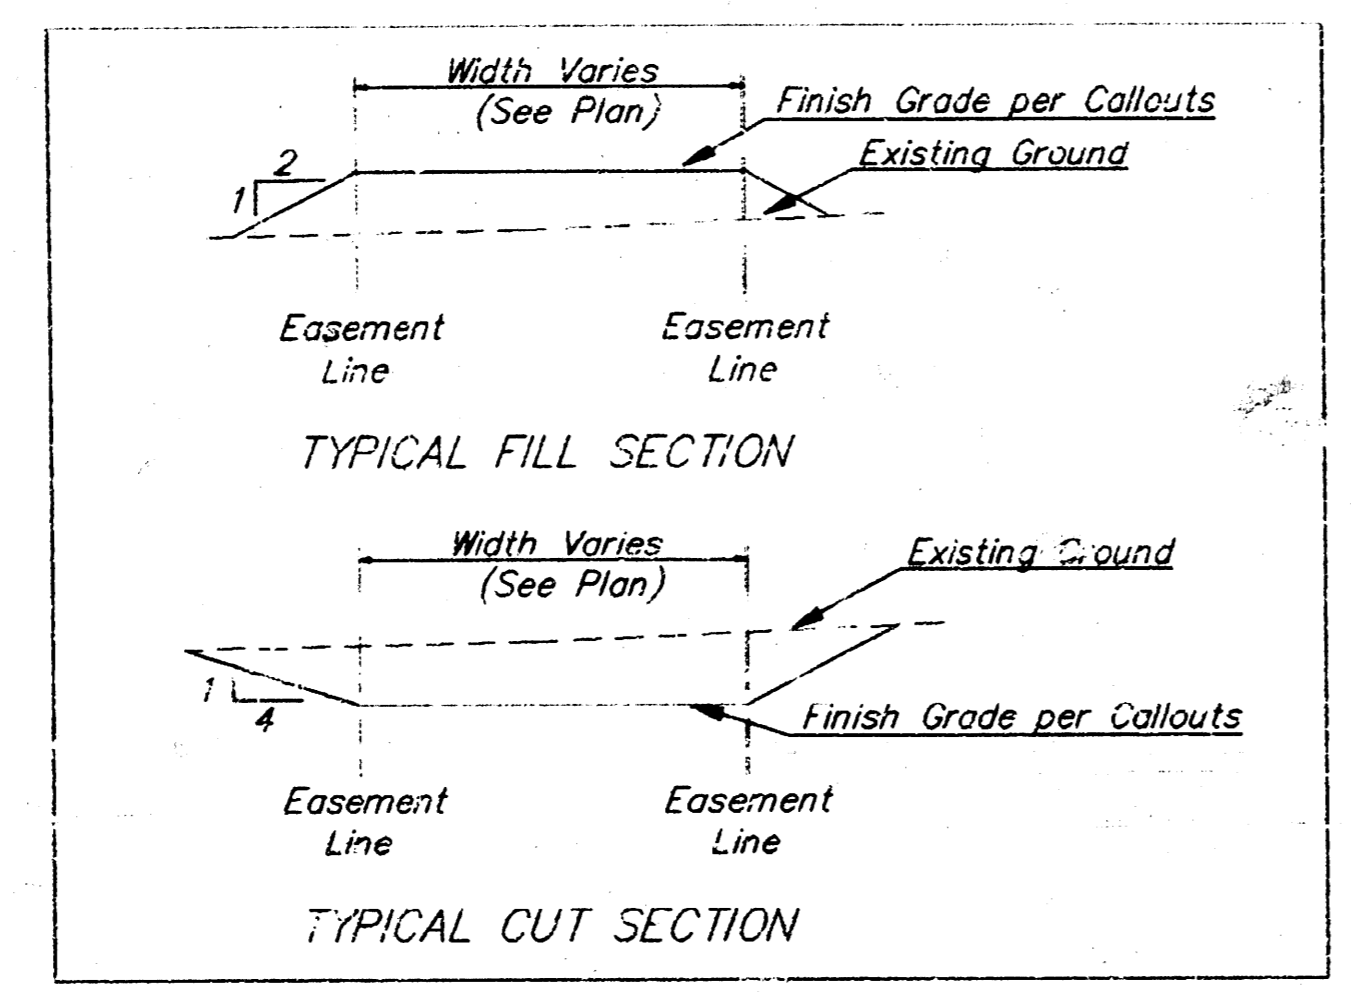 Width Varies
(See Plan)
Finish Grade per Callouts
Existing Ground
2
1
Easement
Line
Easement
Line
TYPICAL FILL SECTION
Width Varies
(See Plan)
Existing Ground
1
4
Finish Grade per Callouts
Easement
Line
Easement
Line
TYPICAL CUT SECTION